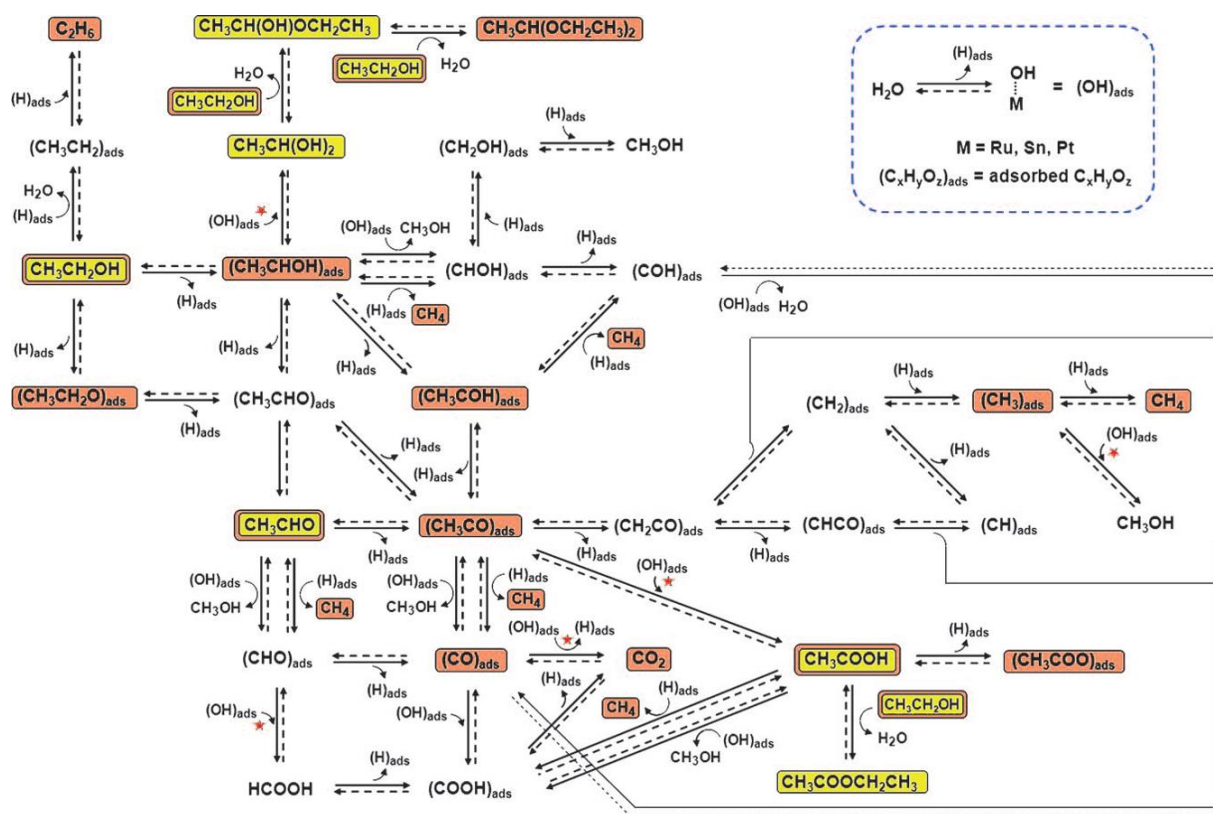 C₂H₆
CH₃CH(OH)OCH₂CH₃
CH₃CH(OCH₂CH₃)₂
CH₃CH₂OH
H₂O
(H)ads
H₂O
CH₃CH₂OH
(H)ads
OH
H₂O
M
= (OH)ads
(CH₃CH₂)ads
CH₃CH(OH)₂
(CH₂OH)ads
(H)ads
CH₃OH
M = Ru, Sn, Pt
(CₓHᵧO_z)ads = adsorbed CₓHᵧO_z
H₂O
(H)ads
(OH)ads
(OH)ads
CH₃OH
(H)ads
(H)ads
CH₃CH₂OH
(CH₃CHOH)ads
(CHOH)ads
(COH)ads
(H)ads
(H)ads
CH₄
(OH)ads
H₂O
(H)ads
(H)ads
(H)ads
CH₄
(H)ads
(CH₃CH₂O)ads
(CH₃CHO)ads
(CH₃COH)ads
(CH₂)ads
(H)ads
(CH₃)ads
(H)ads
CH₄
(H)ads
(H)ads
(H)ads
(H)ads
(OH)ads
CH₃CHO
(CH₃CO)ads
(CH₂CO)ads
(CHCO)ads
(CH)ads
CH₃OH
(H)ads
(H)ads
(H)ads
(OH)ads
CH₃OH
(H)ads
CH₄
(OH)ads
CH₃OH
(H)ads
CH₄
(OH)ads
(OH)ads
(H)ads
(H)ads
(CHO)ads
(CO)ads
CO₂
CH₃COOH
(CH₃COO)ads
(H)ads
(H)ads
(OH)ads
(OH)ads
CH₄
(H)ads
CH₃CH₂OH
H₂O
CH₃OH
(OH)ads
HCOOH
(H)ads
(COOH)ads
CH₃COOCH₂CH₃